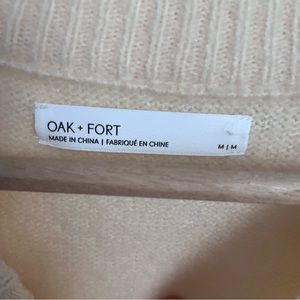 OAK + FORT
MADE IN CHINA | FABRIQUÉ EN CHINE
M | M